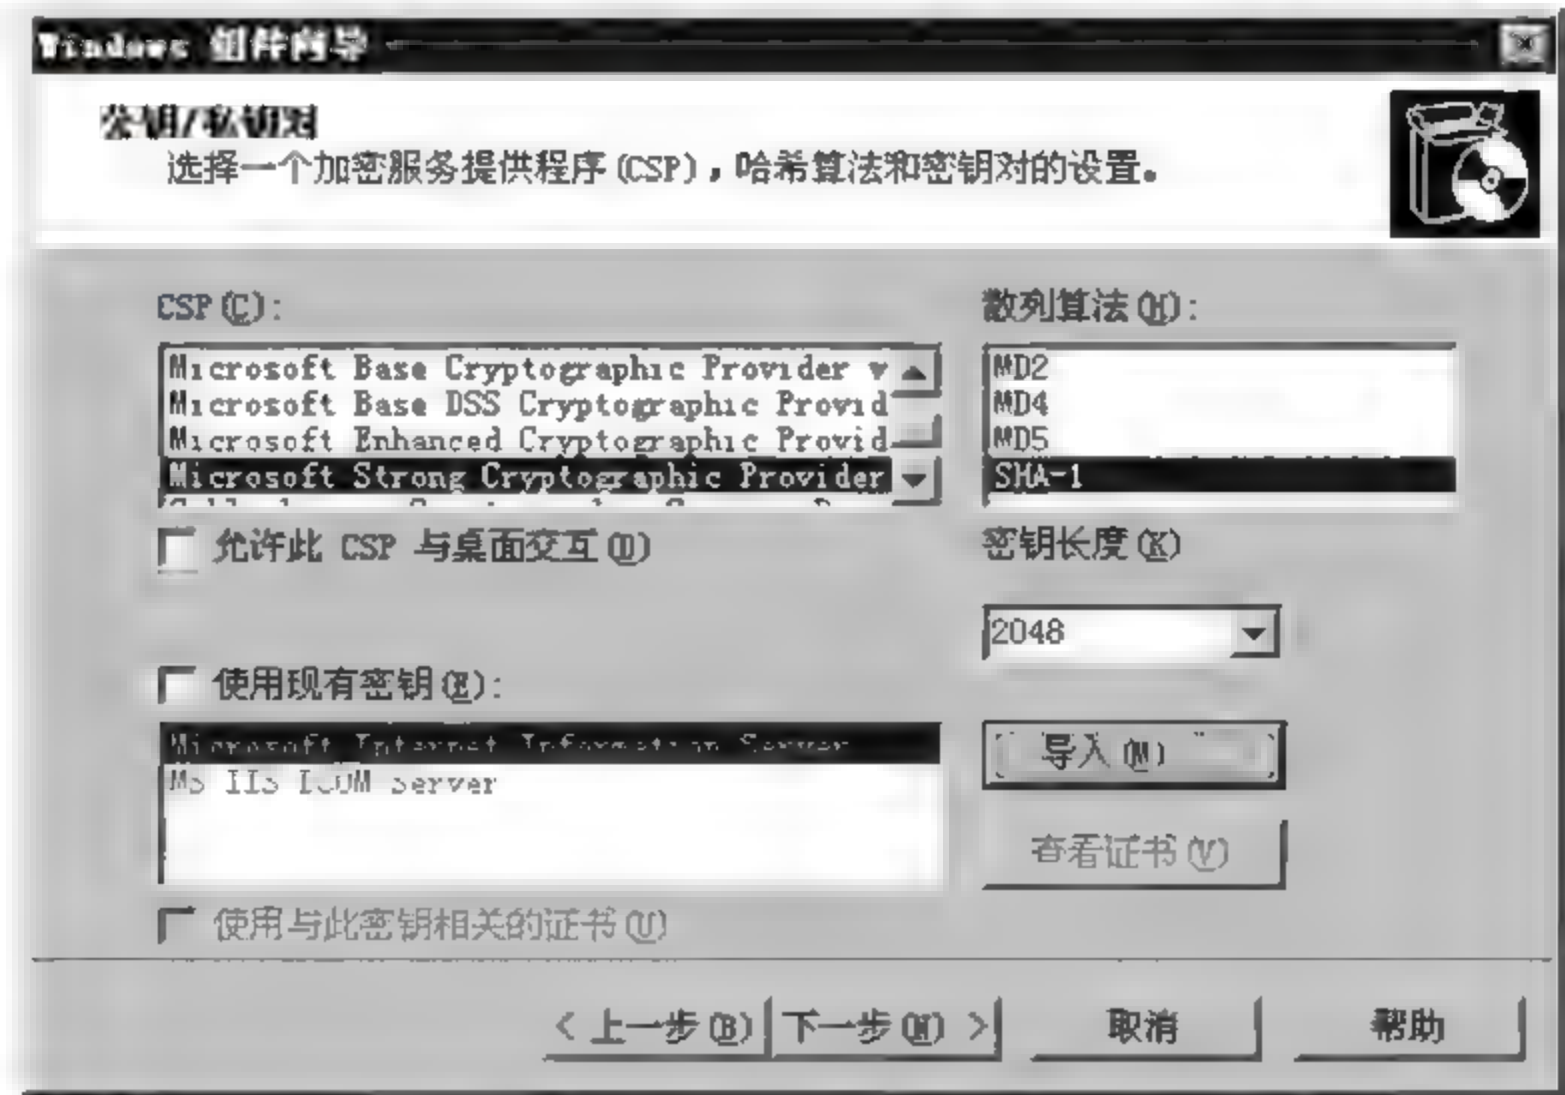 Windows 组件向导
公钥/私钥对
选择一个加密服务提供程序(CSP)，哈希算法和密钥对的设置。
CSP(C):
散列算法(H):
Microsoft Base Cryptographic Provider v
Microsoft Base DSS Cryptographic Provid
Microsoft Enhanced Cryptographic Provid
Microsoft Strong Cryptographic Provider
MD2
MD4
MD5
SHA-1
允许此 CSP 与桌面交互(I)
密钥长度(K)
2048
使用现有密钥(E):
Microsoft Internet Information Server
MS IIS DCOM Server
导入(M)
查看证书(V)
使用与此密钥相关的证书(U)
< 上一步(B)
下一步(N) >
取消
帮助